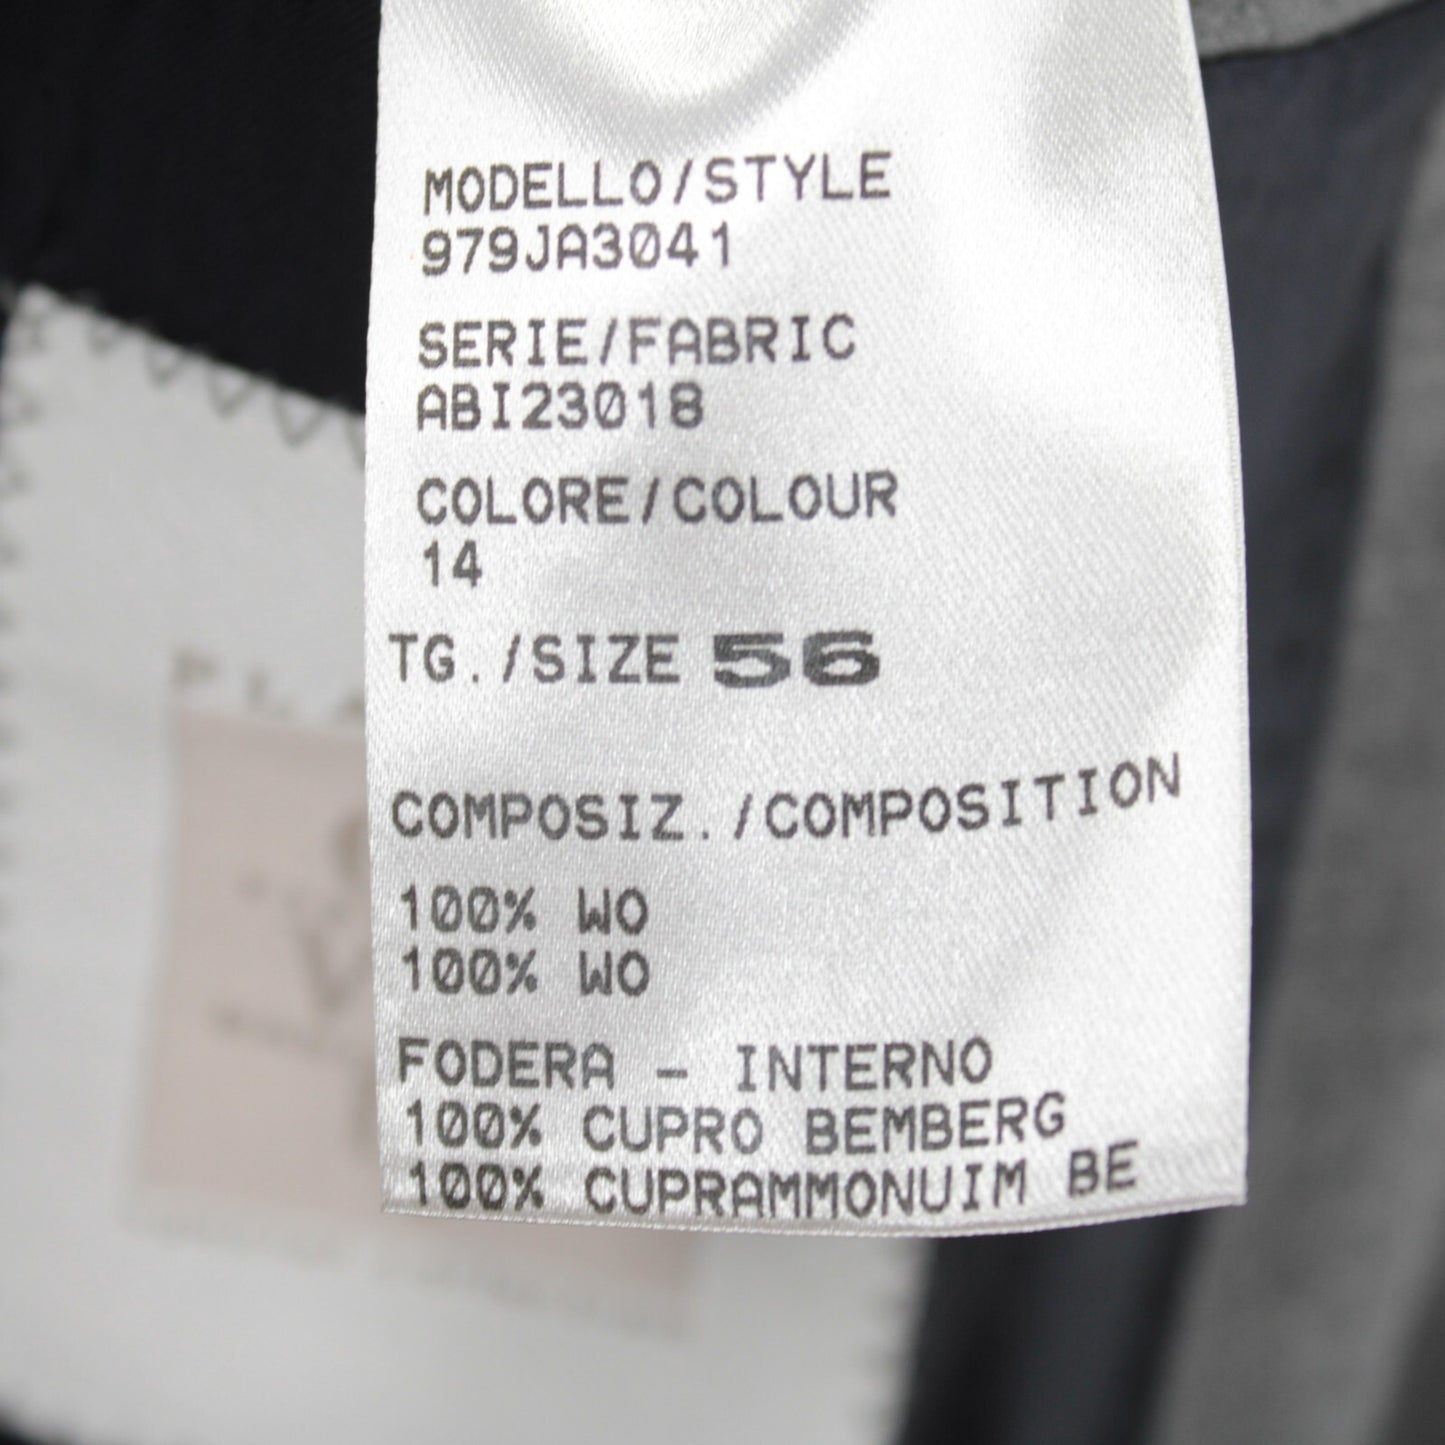 MODELLO/STYLE
979JA3041
SERIE/FABRIC
ABI23018
COLORE/COLOUR
14
TG./SIZE 56
COMPOSIZ./COMPOSITION
100% WO
100% WO
FODERA - INTERNO
100% CUPRO BEMBERG
100% CUPRAMMONUIM BE